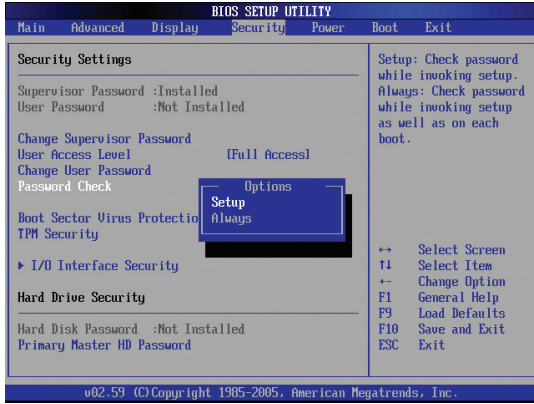 BIOS SETUP UTILITY
Main Advanced Display Security Power Boot Exit
Security Settings
Supervisor Password :Installed
User Password :Not Installed
Change Supervisor Password
User Access Level [Full Access]
Change User Password
Password Check
Options
Setup
Always
Boot Sector Virus Protectio
TPM Security
▶ I/O Interface Security
Hard Drive Security
Hard Disk Password :Not Installed
Primary Master HD Password
Setup: Check password
while invoking setup.
Always: Check password
while invoking setup
as well as on each
boot.
↔ Select Screen
↑↓ Select Item
+- Change Option
F1 General Help
F9 Load Defaults
F10 Save and Exit
ESC Exit
v02.59 (C)Copyright 1985-2005, American Megatrends, Inc.